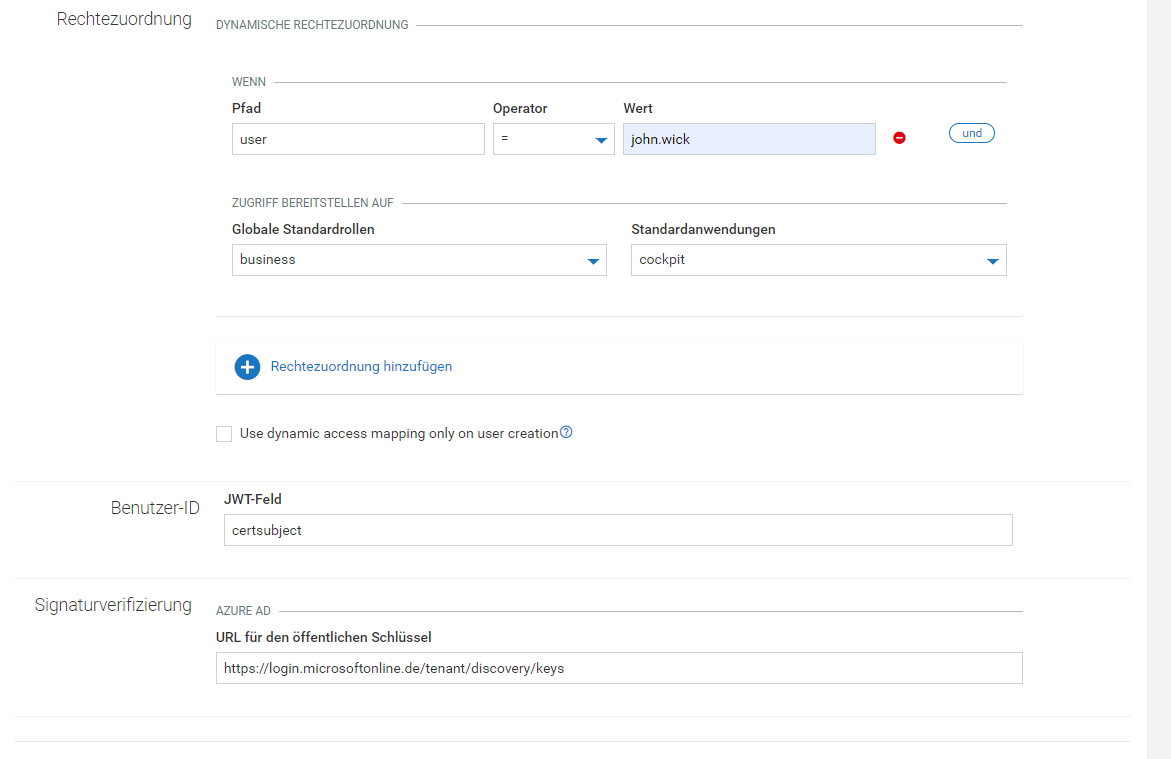 Rechtezuordnung
DYNAMISCHE RECHTEZUORDNUNG
WENN
Pfad Operator Wert
user = john.wick und
ZUGRIFF BEREITSTELLEN AUF
Globale Standardrollen Standardanwendungen
business cockpit
Rechtezuordnung hinzufügen
Use dynamic access mapping only on user creation
Benutzer-ID
JWT-Feld
certsubject
Signaturverifizierung
AZURE AD
URL für den öffentlichen Schlüssel
https://login.microsoftonline.de/tenant/discovery/keys